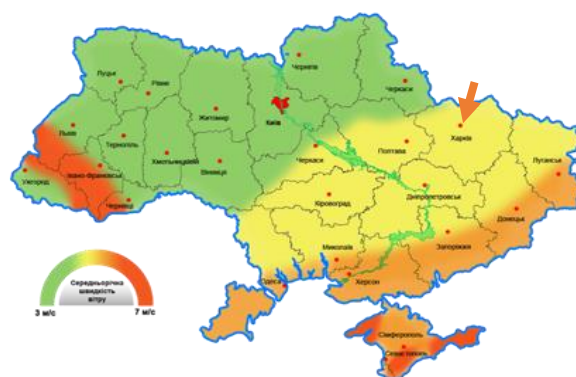 Чернігів
Луцьк
Рівне
Черкаси
Житомир
Київ
Львів
Харків
Тернопіль
Полтава
Черкаси
Хмельницький
Луганськ
Івано-Франківськ
Ужгород
Вінниця
Дніпропетровськ
Кіровоград
Чернівці
Донецьк
Запоріжжя
Миколаїв
Одеса
Херсон
Середньорічна
швидкість
вітру
3 м/с
7 м/с
Сімферополь
Севастополь